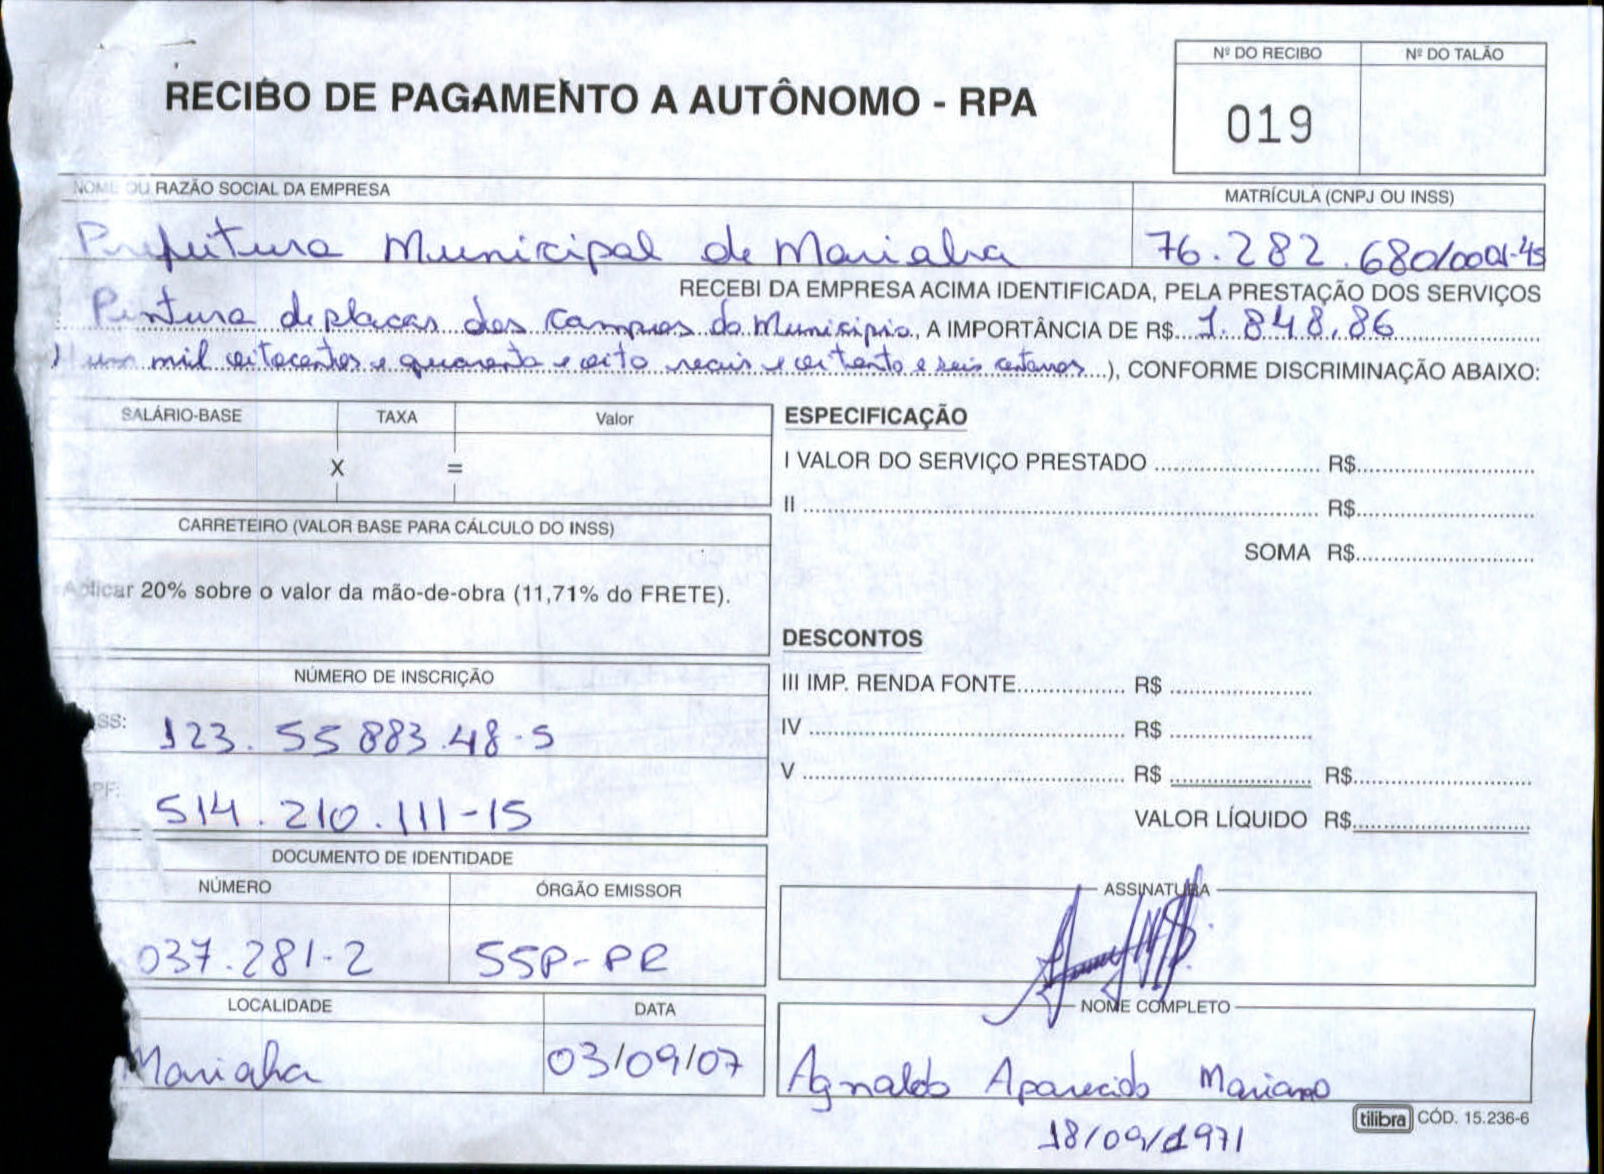 Nº DO RECIBO Nº DO TALÃO
RECIBO DE PAGAMENTO A AUTÔNOMO - RPA
019
NOME OU RAZÃO SOCIAL DA EMPRESA MATRÍCULA (CNPJ OU INSS)
Prefeitura Municipal de Marialva 76.282.680/0001-45
RECEBI DA EMPRESA ACIMA IDENTIFICADA, PELA PRESTAÇÃO DOS SERVIÇOS
Pintura de placas dos campos do Município, A IMPORTÂNCIA DE R$ 1.848,86
(um mil oitocentos e quarenta e oito reais e oitenta e seis centavos), CONFORME DISCRIMINAÇÃO ABAIXO:
SALÁRIO-BASE TAXA Valor
X =
CARRETEIRO (VALOR BASE PARA CÁLCULO DO INSS)
Aplicar 20% sobre o valor da mão-de-obra (11,71% do FRETE).
NÚMERO DE INSCRIÇÃO
SS: 123.55883.48-5
PF: 514.210.111-15
DOCUMENTO DE IDENTIDADE
NÚMERO ÓRGÃO EMISSOR
037.281-2 SSP-PR
LOCALIDADE DATA
Marialva 03/09/07
ESPECIFICAÇÃO
I VALOR DO SERVIÇO PRESTADO R$
II R$
SOMA R$
DESCONTOS
III IMP. RENDA FONTE R$
IV R$
V R$ R$
VALOR LÍQUIDO R$
ASSINATURA
NOME COMPLETO
Agnaldo Aparecido Mariano
18/09/1971
tilibra CÓD. 15.236-6